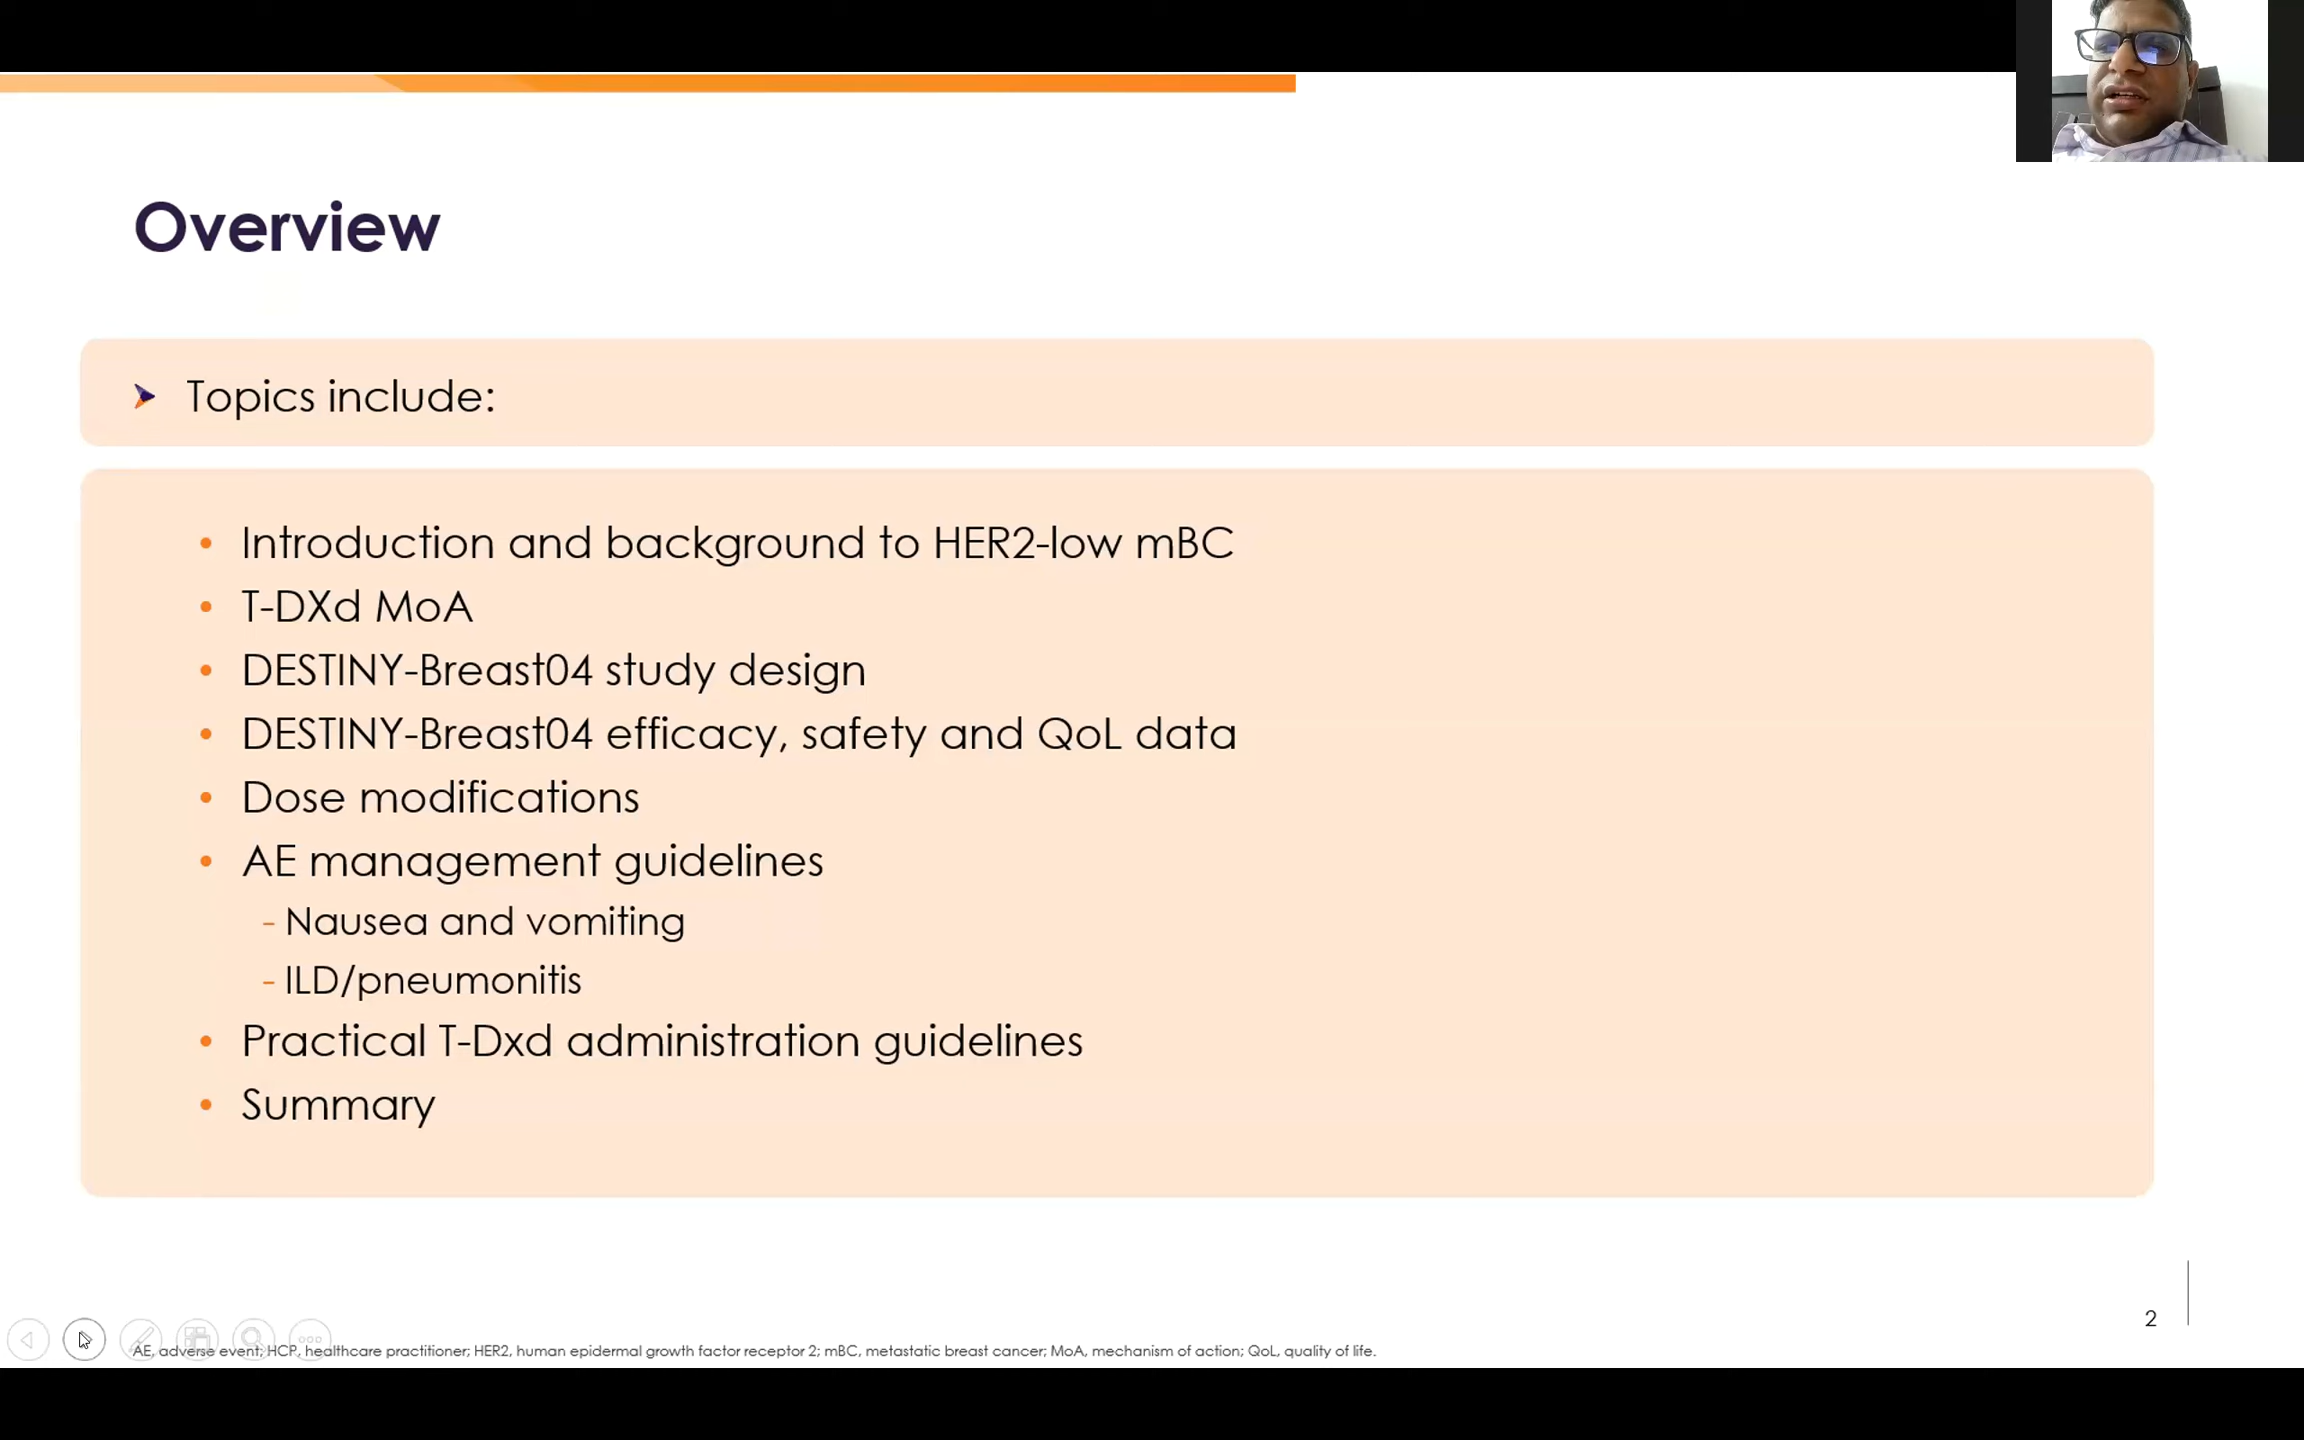 Overview
Topics include:
• Introduction and background to HER2-low mBC
• T-DXd MoA
• DESTINY-Breast04 study design
• DESTINY-Breast04 efficacy, safety and QoL data
• Dose modifications
• AE management guidelines
- Nausea and vomiting
- ILD/pneumonitis
• Practical T-Dxd administration guidelines
• Summary
2
AE, adverse event; HCP, healthcare practitioner; HER2, human epidermal growth factor receptor 2; mBC, metastatic breast cancer; MoA, mechanism of action; QoL, quality of life.